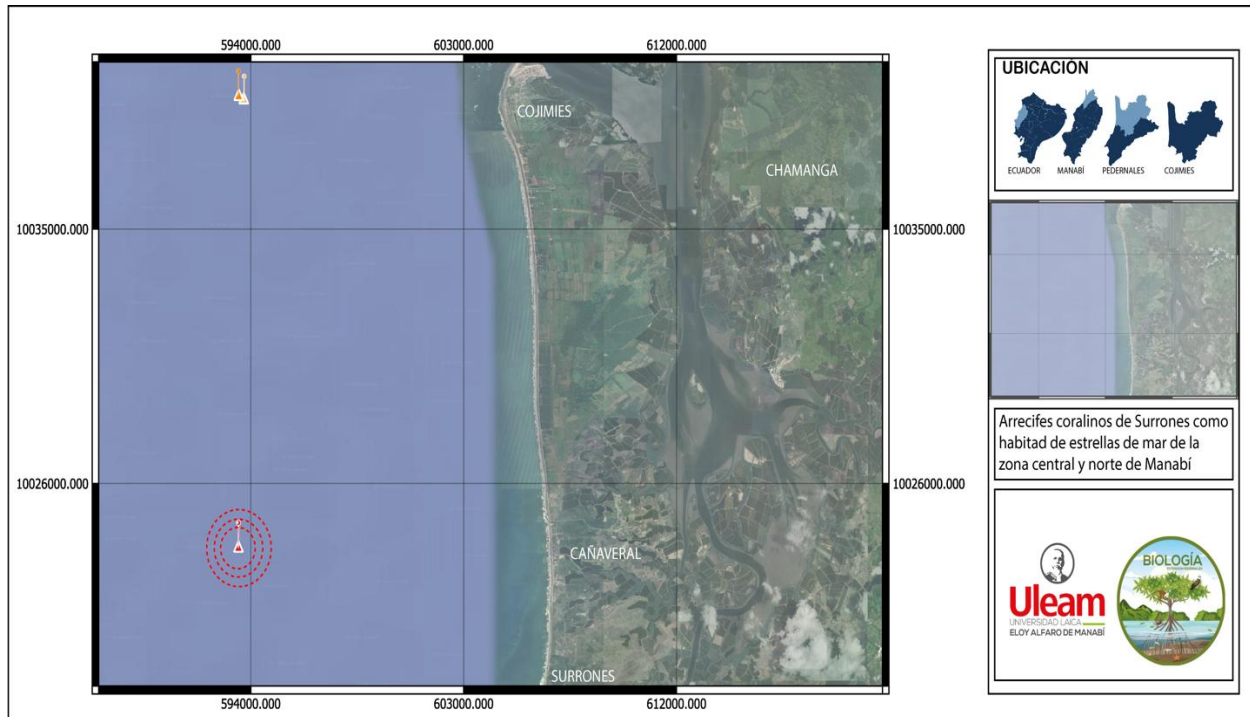 594000.000
603000.000
612000.000
COJIMIES
CHAMANGA
10035000.000
10035000.000
10026000.000
10026000.000
CAÑAVERAL
SURRONES
594000.000
603000.000
612000.000
UBICACIÓN
ECUADOR
MANABÍ
PEDERNALES
COJIMIES
Arrecifes coralinos de Surrones como
habitad de estrellas de mar de la
zona central y norte de Manabí
Uleam
UNIVERSIDAD LAICA
ELOY ALFARO DE MANABÍ
BIOLOGÍA